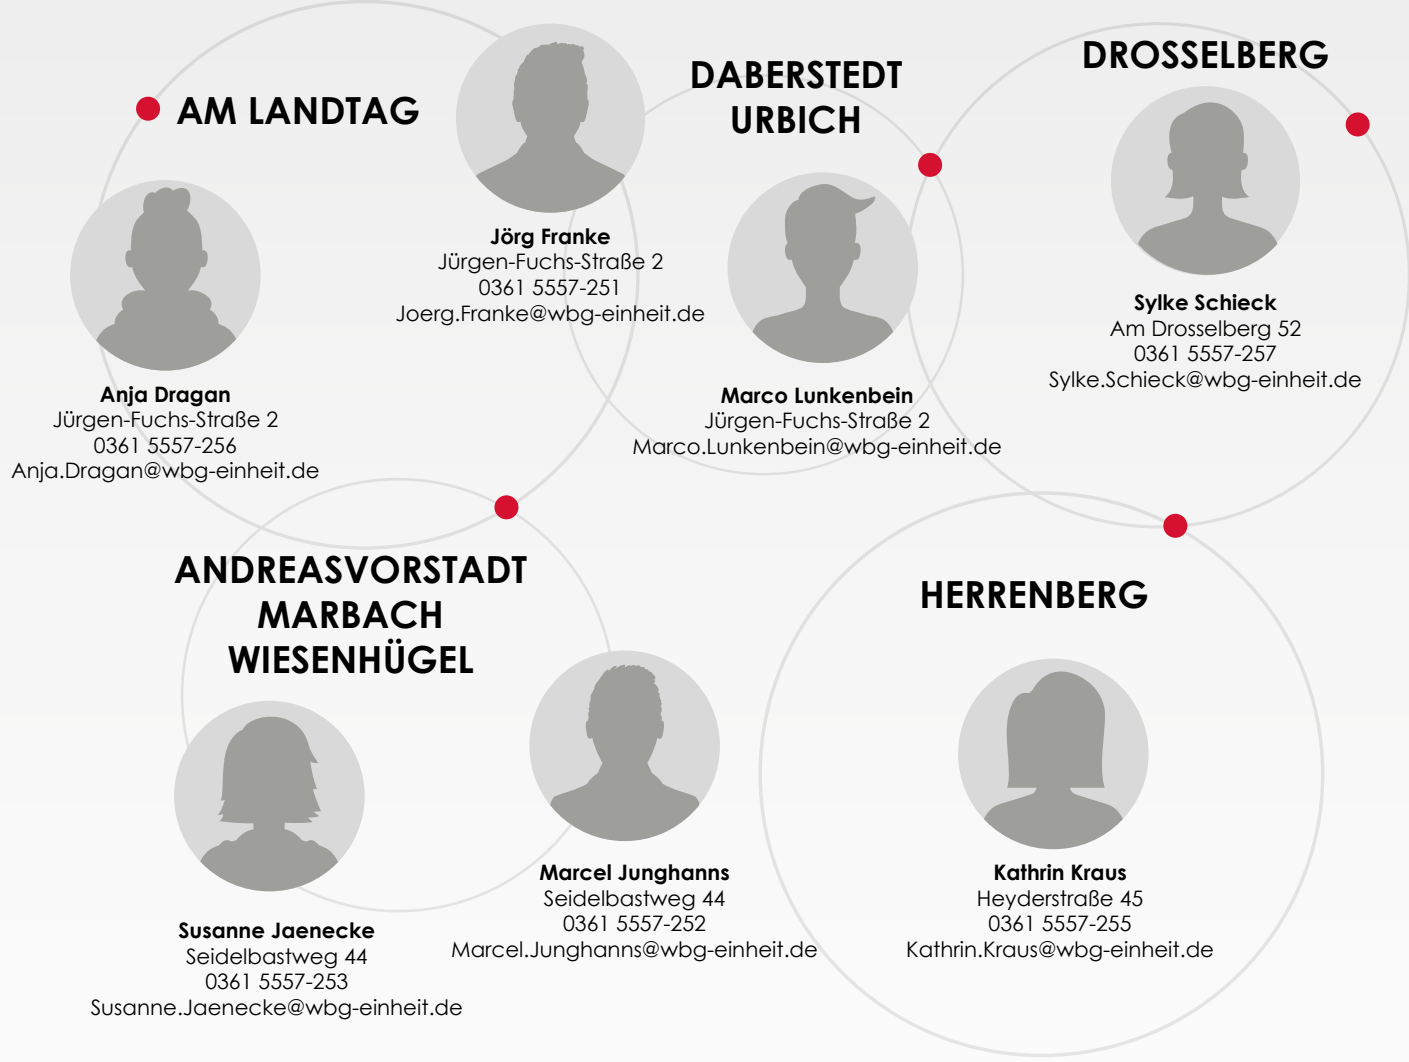 AM LANDTAG
Anja Dragan
Jürgen-Fuchs-Straße 2
0361 5557-256
Anja.Dragan@wbg-einheit.de
Jörg Franke
Jürgen-Fuchs-Straße 2
0361 5557-251
Joerg.Franke@wbg-einheit.de
DABERSTEDT
URBICH
Marco Lunkenbein
Jürgen-Fuchs-Straße 2
Marco.Lunkenbein@wbg-einheit.de
DROSSELBERG
Sylke Schieck
Am Drosselberg 52
0361 5557-257
Sylke.Schieck@wbg-einheit.de
ANDREASVORSTADT
MARBACH
WIESENHÜGEL
Susanne Jaenecke
Seidelbastweg 44
0361 5557-253
Susanne.Jaenecke@wbg-einheit.de
Marcel Junghanns
Seidelbastweg 44
0361 5557-252
Marcel.Junghanns@wbg-einheit.de
HERRENBERG
Kathrin Kraus
Heyderstraße 45
0361 5557-255
Kathrin.Kraus@wbg-einheit.de